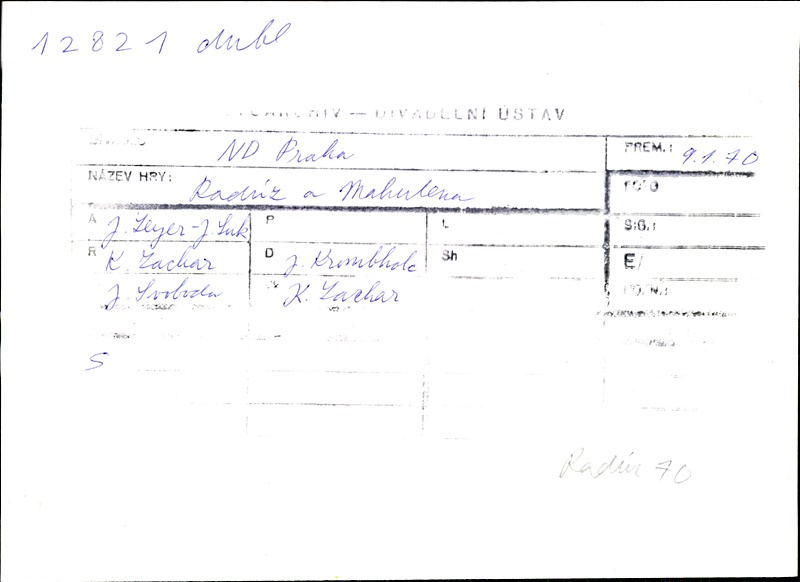 12821 dubl
DIVADELNÍ ÚSTAV
ND Praha PREM.: 9.1.70
NÁZEV HRY: Radúz a Mahulena FOTO
A J. Zeyer-J. Suk P L SIG.:
R K. Zachar D J. Krombholc Sh E/
J. Svoboda K. Zachar
S
Radúz 70